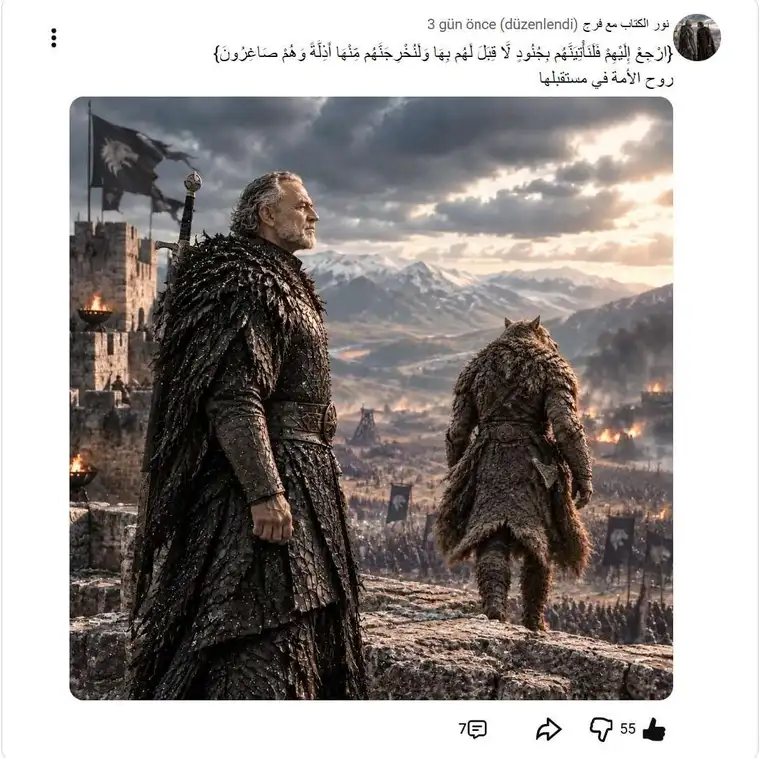 نور الكتاب مع فرج 3 gün önce (düzenlendi)
{ارْجِعْ إِلَيْهِمْ فَلَنَأْتِيَنَّهُم بِجُنُودٍ لَّا قِبَلَ لَهُم بِهَا وَلَنُخْرِجَنَّهُم مِّنْهَا أَذِلَّةً وَهُمْ صَاغِرُونَ}
روح الأمة في مستقبلها
55
7